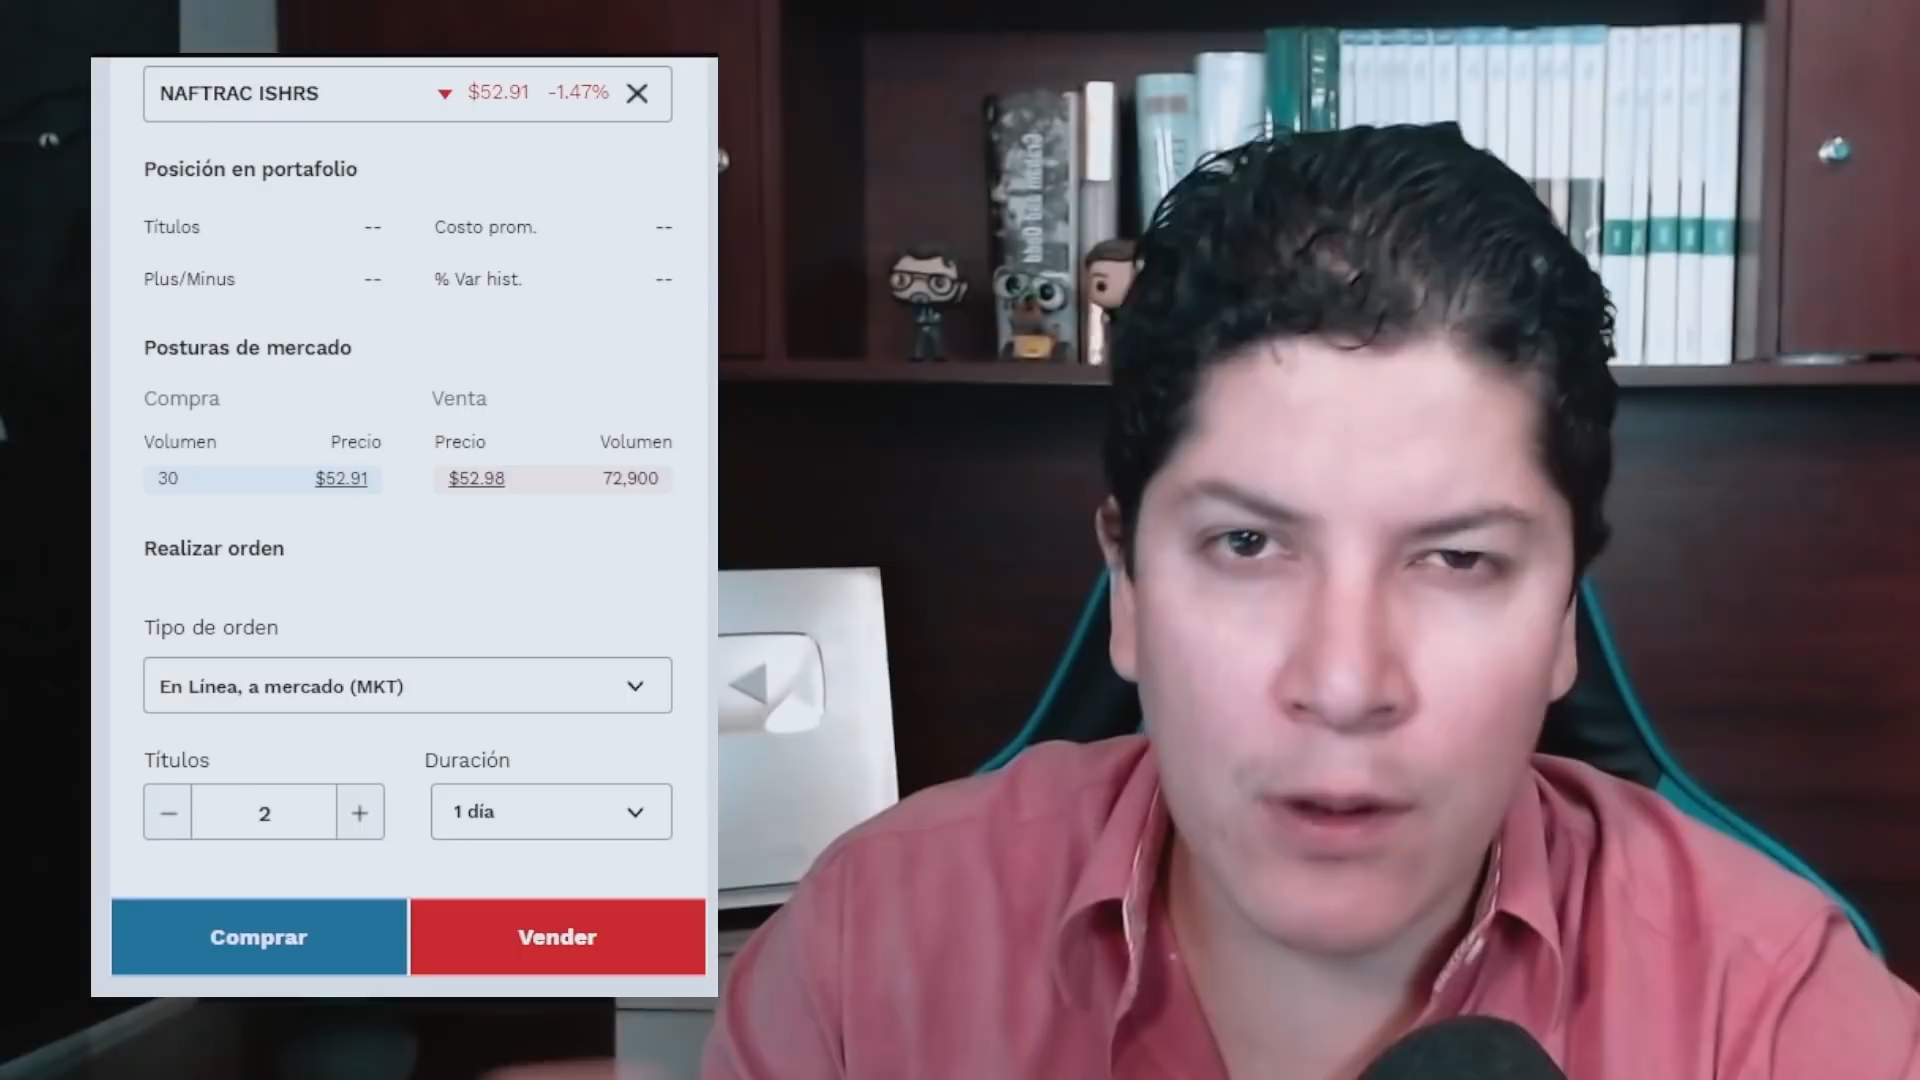 NAFTRAC ISHRS ▼ $52.91 -1.47% ✕
Posición en portafolio
Títulos -- Costo prom. --
Plus/Minus -- % Var hist. --
Posturas de mercado
Compra Venta
Volumen Precio Precio Volumen
30 $52.91 $52.98 72,900
Realizar orden
Tipo de orden
En Línea, a mercado (MKT)
Títulos Duración
− 2 + 1 día
Comprar Vender